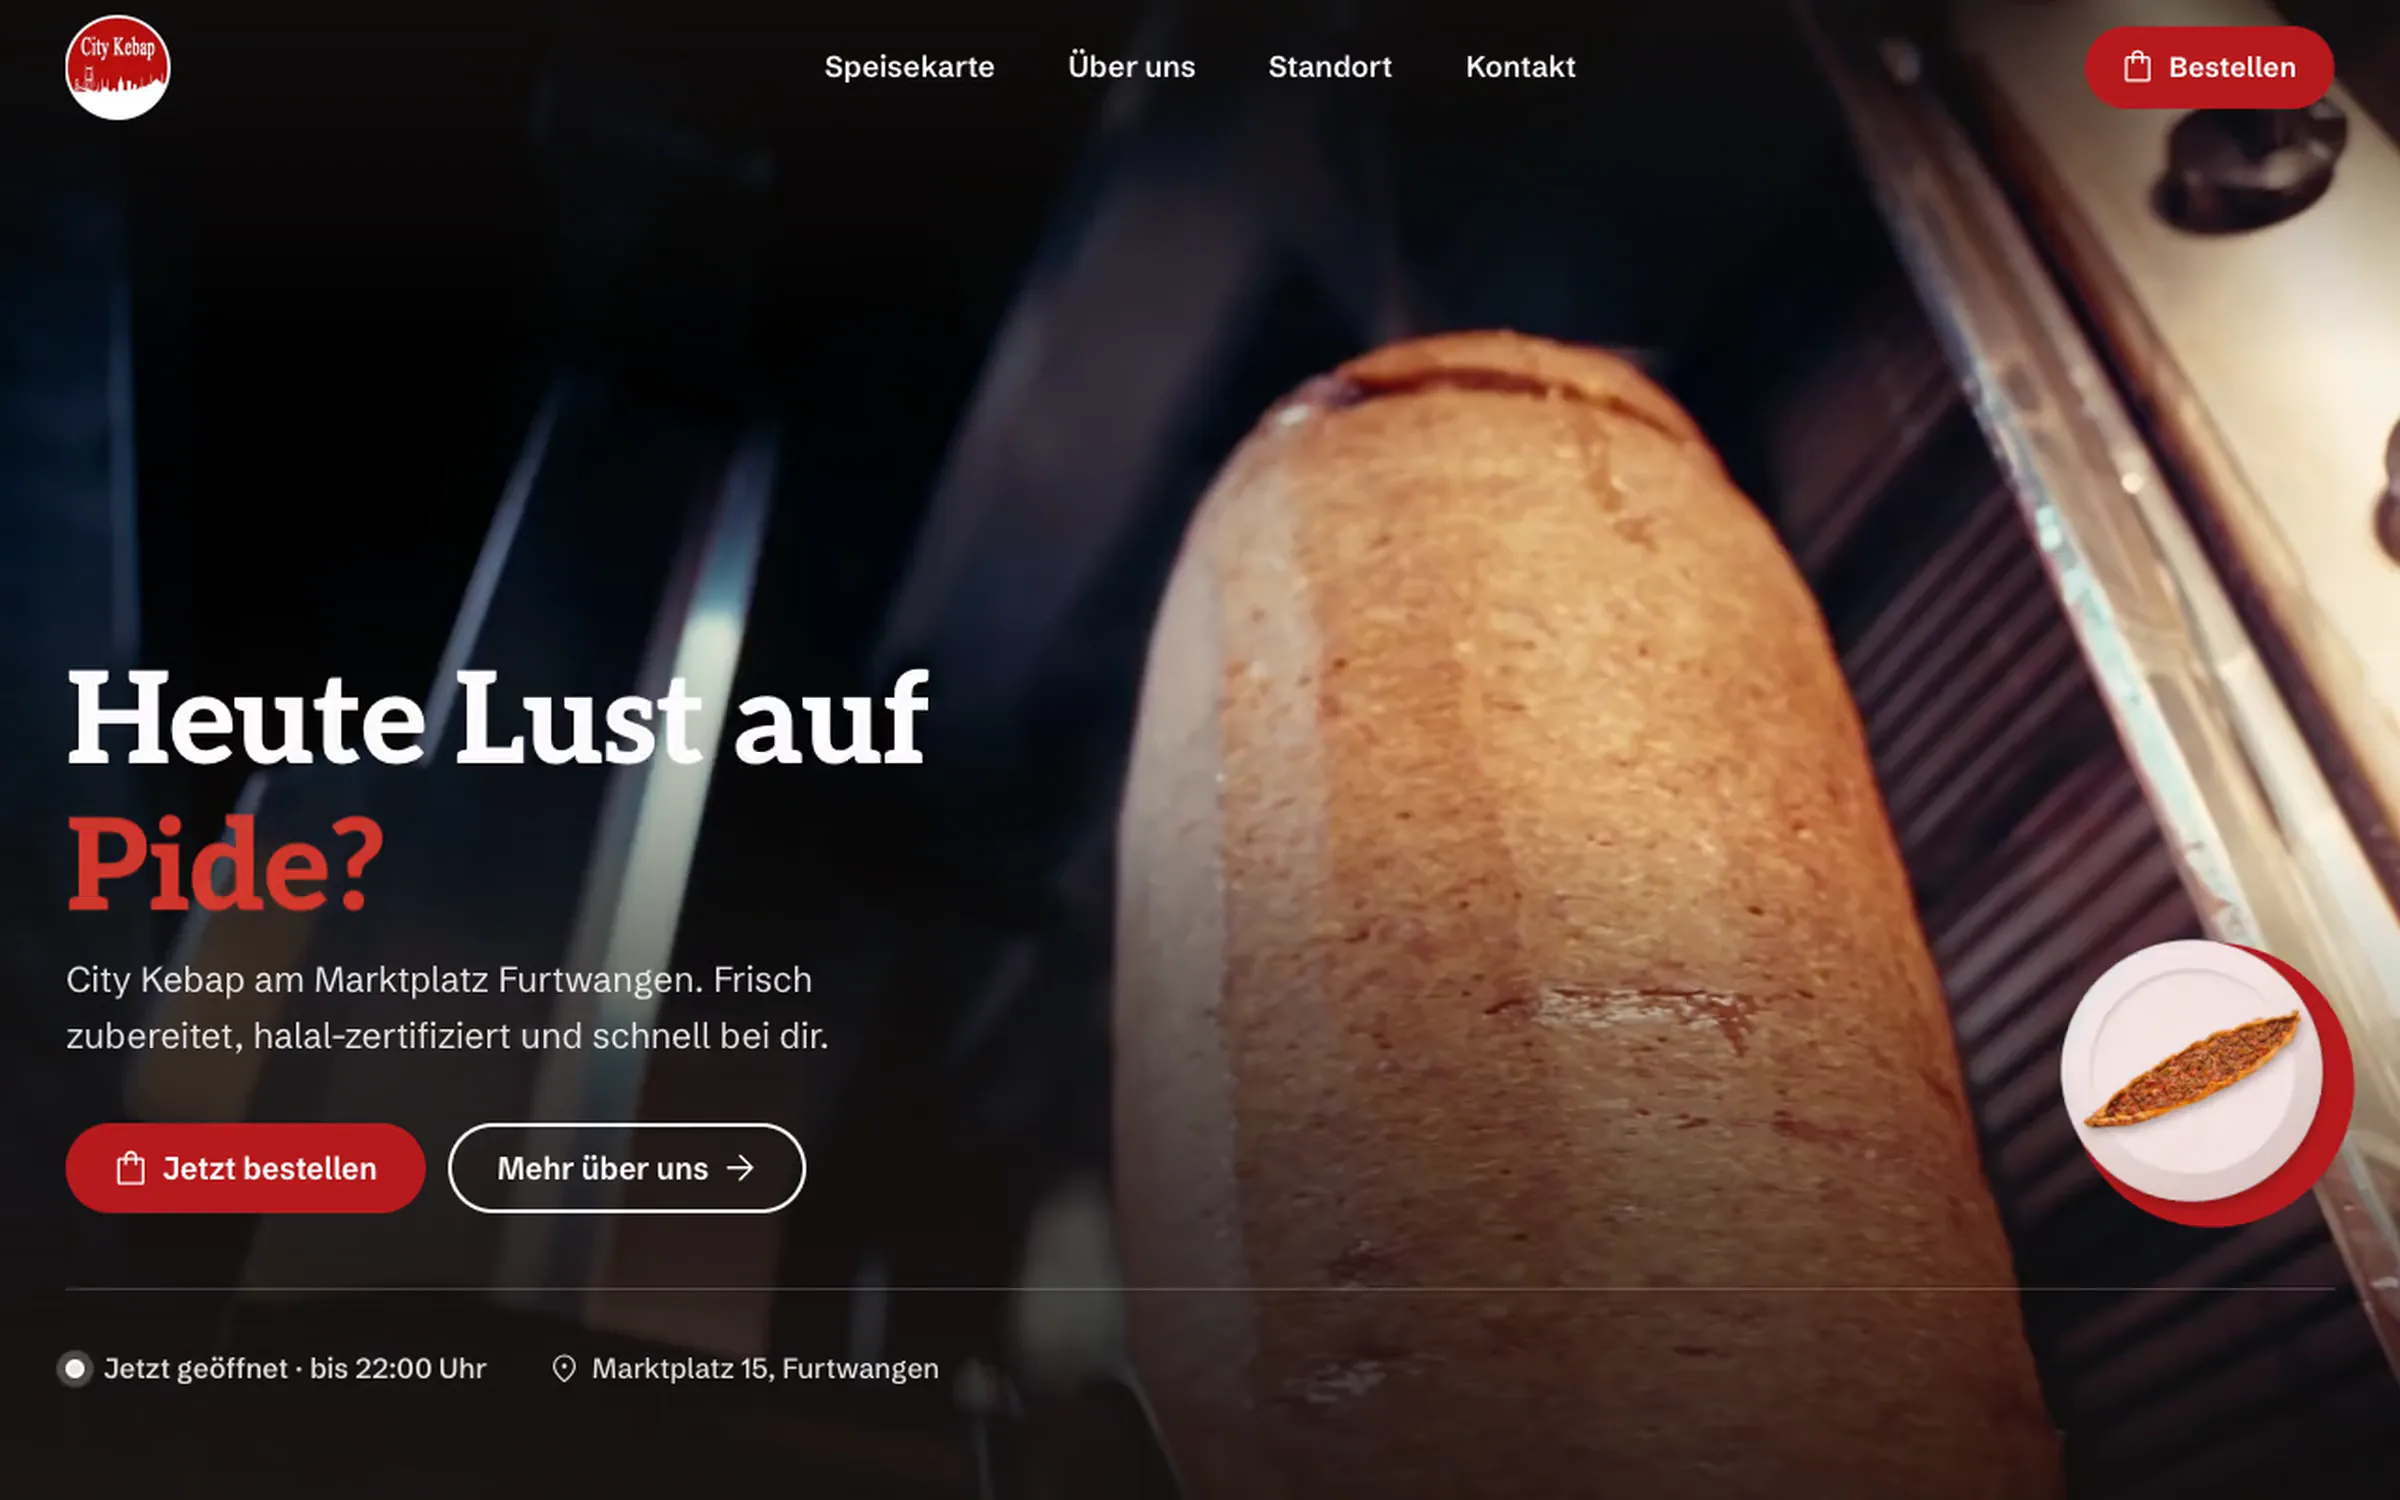 City Kebap
Speisekarte
Über uns
Standort
Kontakt
Bestellen
Heute Lust auf
Pide?
City Kebap am Marktplatz Furtwangen. Frisch
zubereitet, halal-zertifiziert und schnell bei dir.
Jetzt bestellen
Mehr über uns →
Jetzt geöffnet · bis 22:00 Uhr
Marktplatz 15, Furtwangen